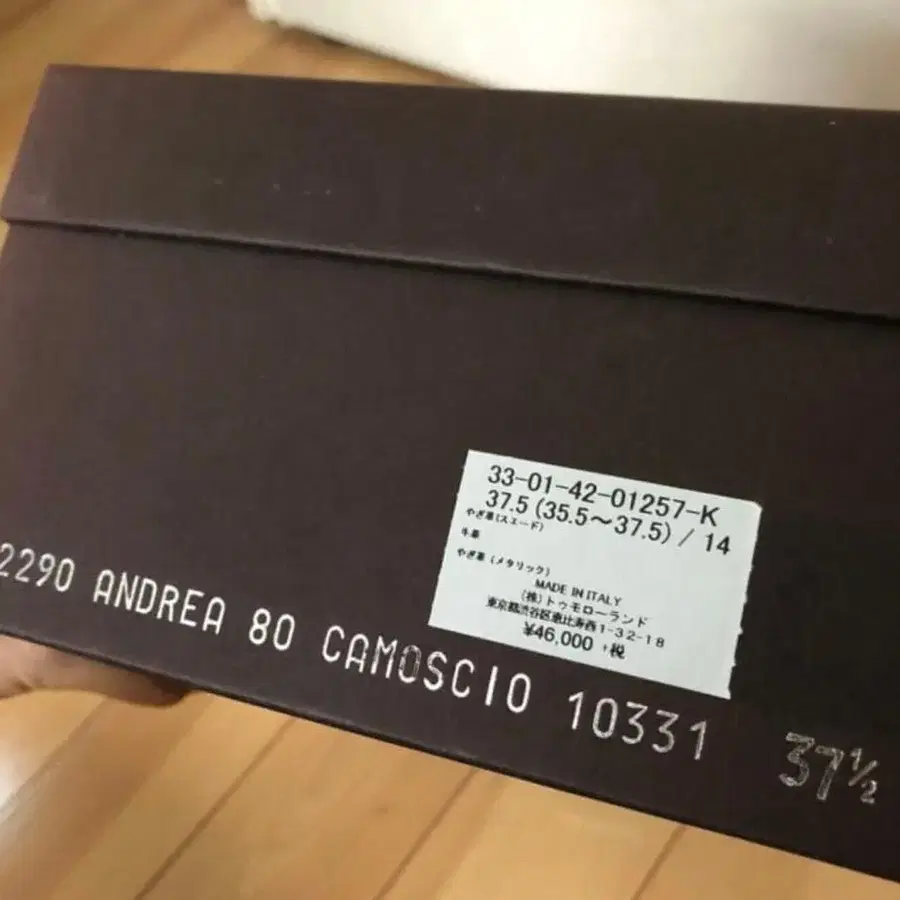 33-01-42-01257-K
37.5 (35.5～37.5) / 14
やぎ革(スエード)
牛革
やぎ革(メタリック)
MADE IN ITALY
(株)トゥモローランド
東京都渋谷区恵比寿西1-32-18
¥46,000 +税
2290 ANDREA 80 CAMOSCIO 10331 37½